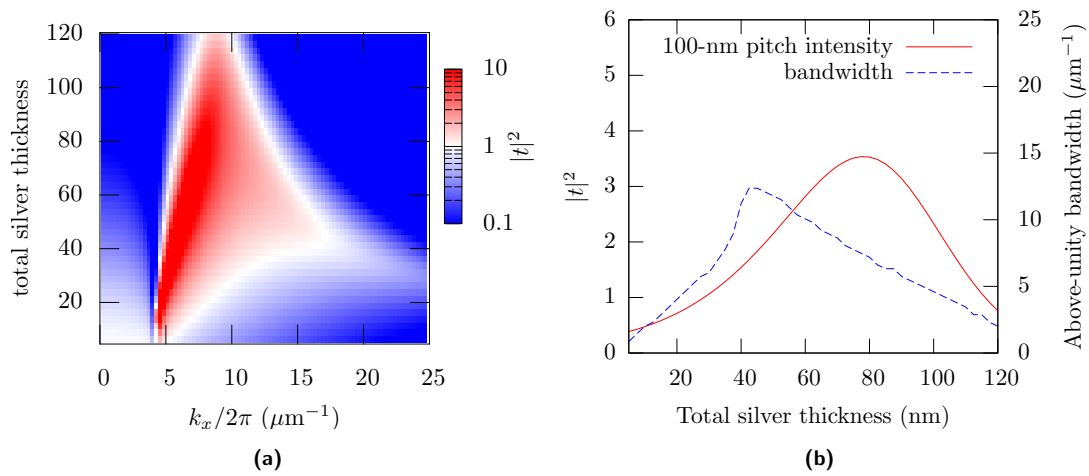 120
100
80
60
40
20
total silver thickness
0 5 10 15 20 25
k_x/2π (μm⁻¹)
10
1
0.1
|t|²
(a)
6
5
4
3
2
1
0
|t|²
100-nm pitch intensity
bandwidth
25
20
15
10
5
0
Above-unity bandwidth (μm⁻¹)
20 40 60 80 100 120
Total silver thickness (nm)
(b)